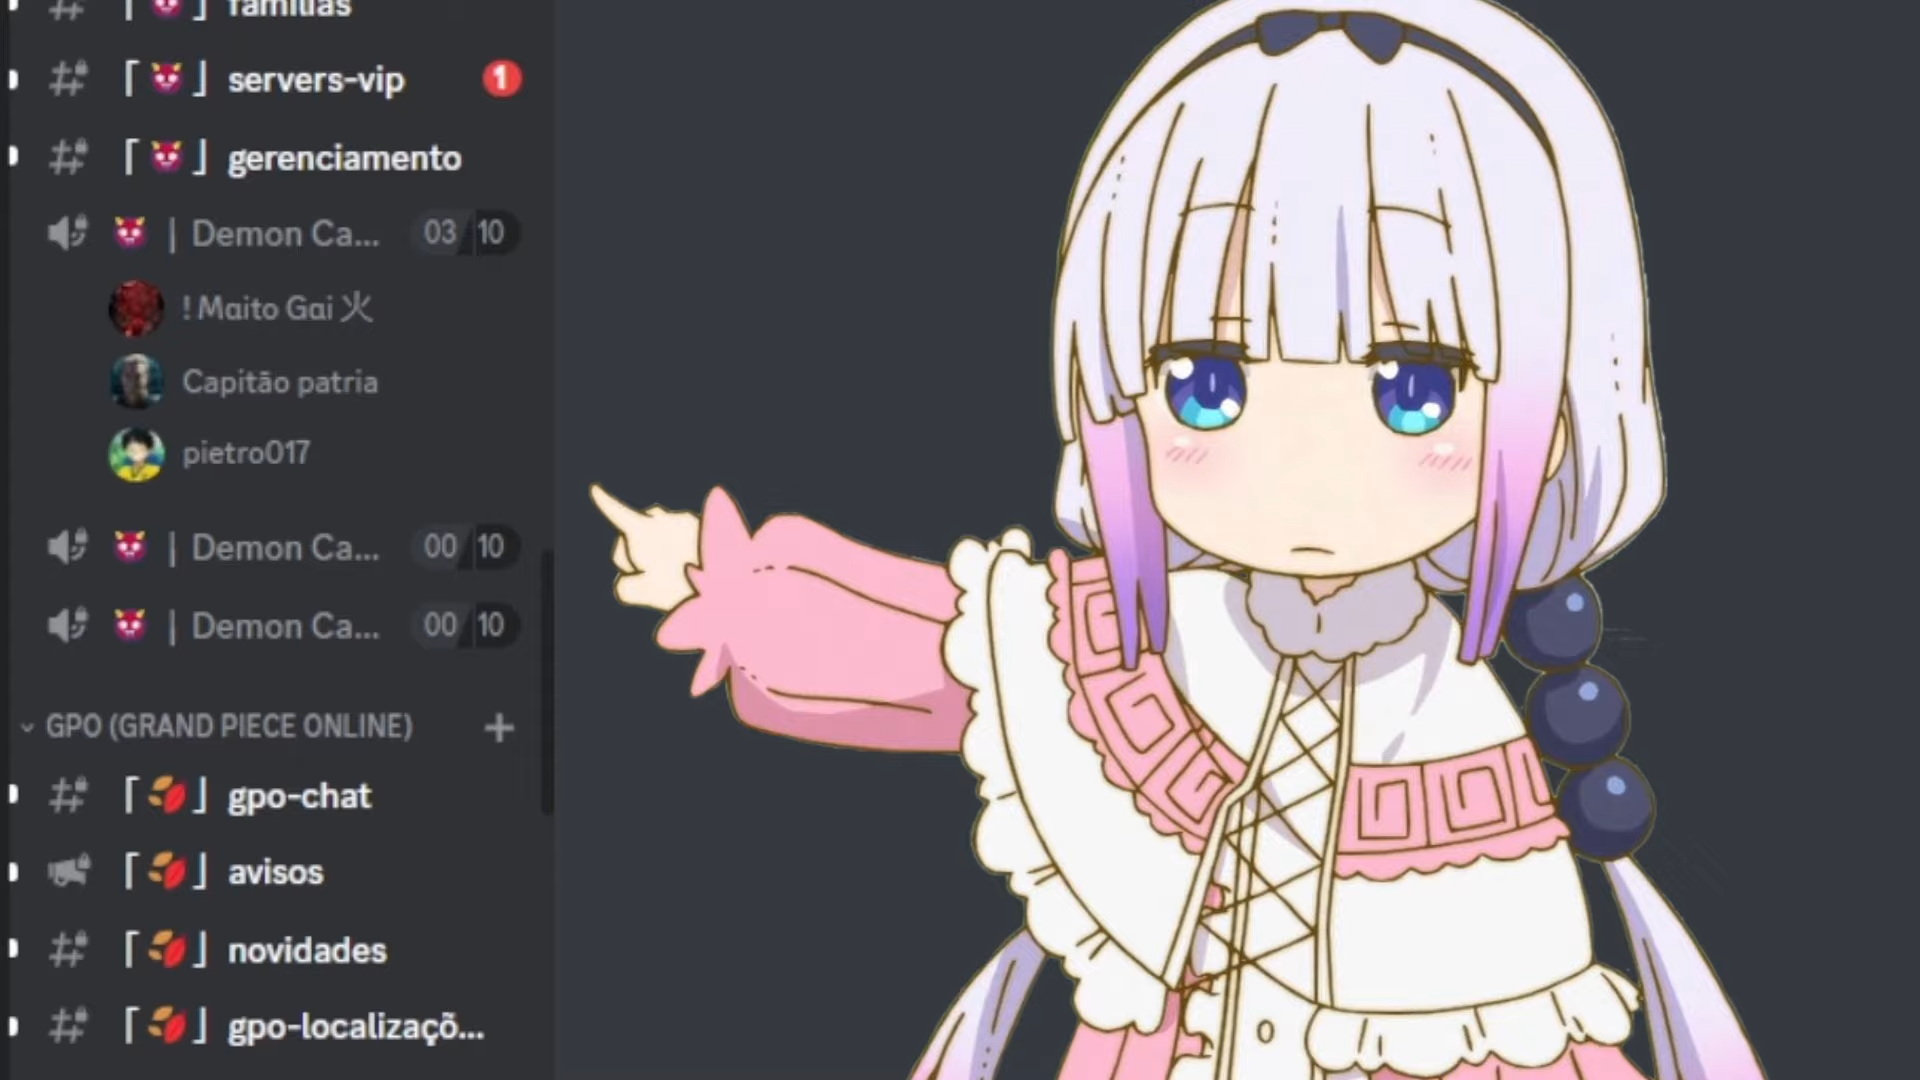 「😈」 familias
「😈」 servers-vip 1
「😈」 gerenciamento
| Demon Ca... 03 10
! Maito Gai 火
Capitão patria
pietro017
| Demon Ca... 00 10
| Demon Ca... 00 10
GPO (GRAND PIECE ONLINE) +
「🍂」 gpo-chat
「🍂」 avisos
「🍂」 novidades
「🍂」 gpo-localizaçõ...